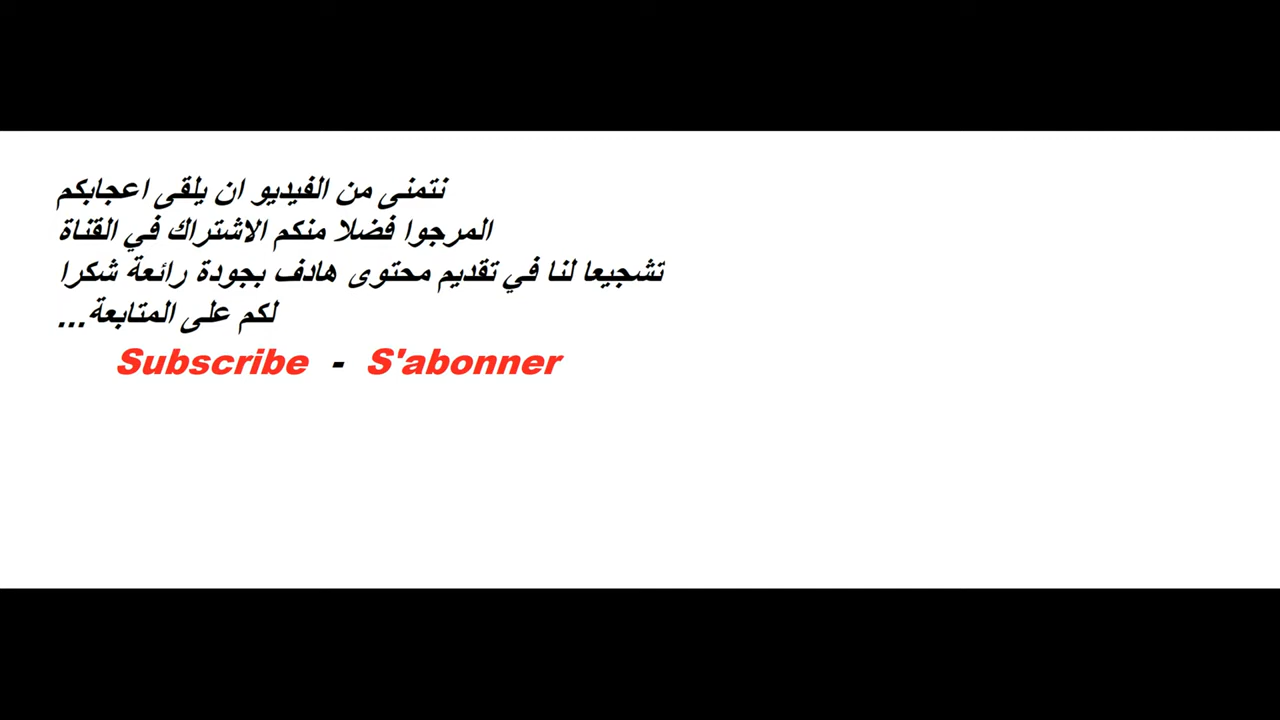 نتمنى من الفيديو ان يلقى اعجابكم
المرجوا فضلا منكم الاشتراك في القناة
تشجيعا لنا في تقديم محتوى هادف بجودة رائعة شكرا
لكم على المتابعة...
Subscribe - S'abonner